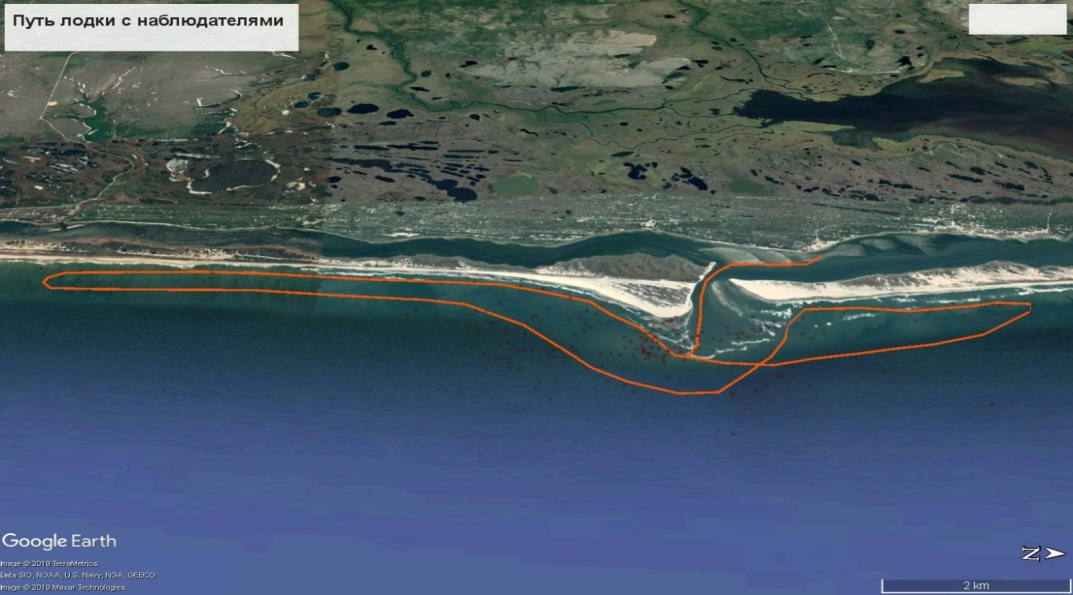 Путь лодки с наблюдателями
Google Earth
Image © 2019 TerraMetrics
Data SIO, NOAA, U.S. Navy, NGA, GEBCO
Image © 2019 Maxar Technologies
N
2 km